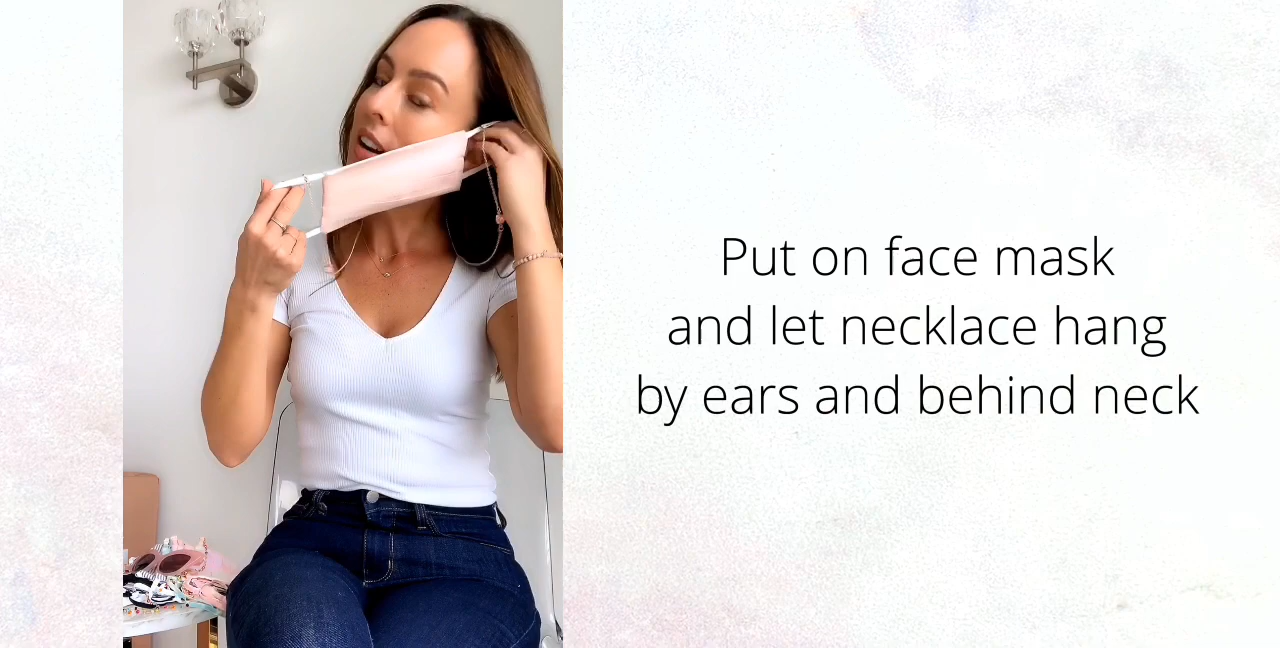 Put on face mask
and let necklace hang
by ears and behind neck